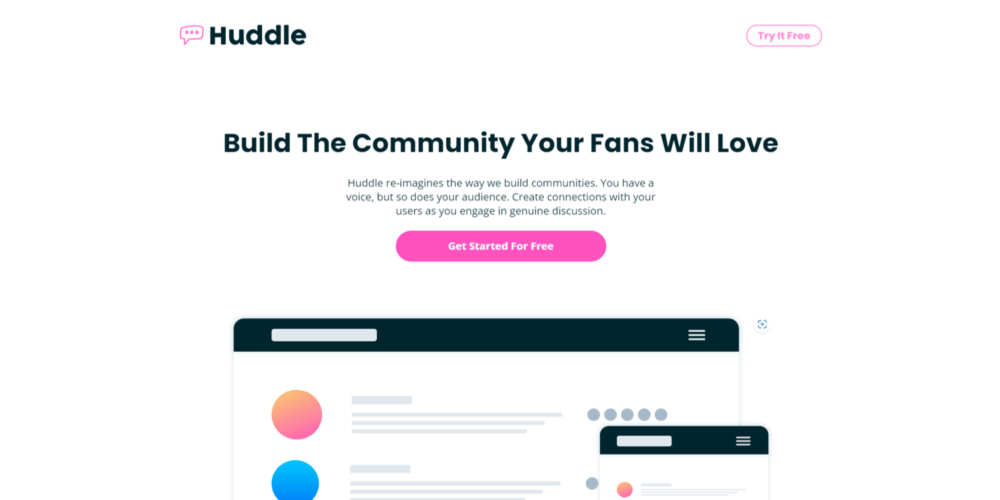 Huddle
Try It Free
Build The Community Your Fans Will Love
Huddle re-imagines the way we build communities. You have a
voice, but so does your audience. Create connections with your
users as you engage in genuine discussion.
Get Started For Free